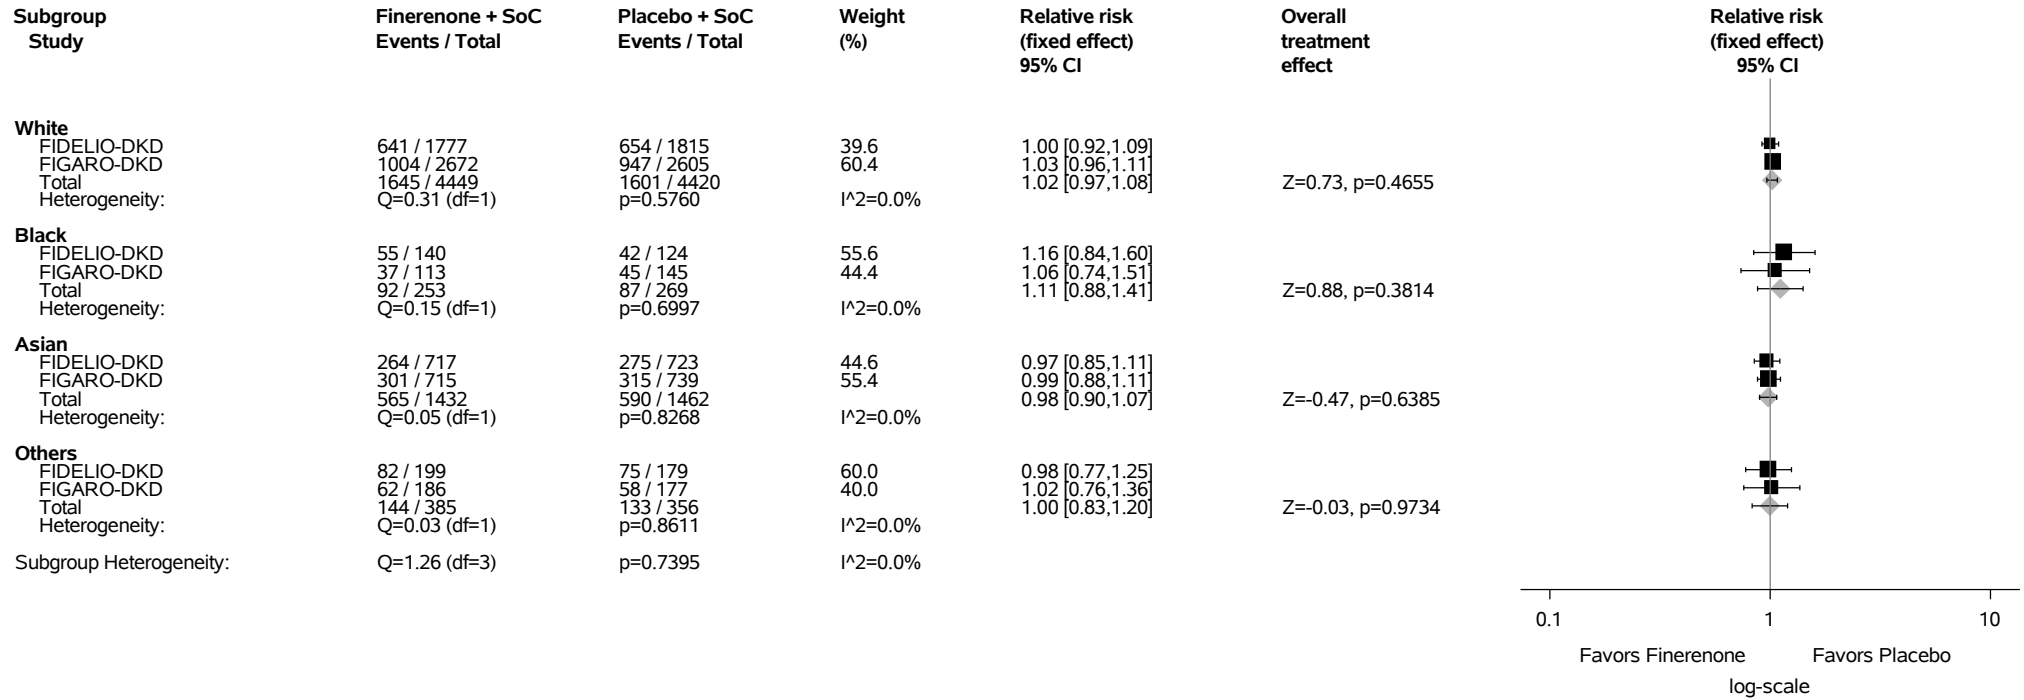 Subgroup Finerenone + SoC Placebo + SoC Weight Relative risk Overall Relative risk
Study Events / Total Events / Total (%) (fixed effect) treatment (fixed effect)
95% CI effect 95% CI
White
FIDELIO-DKD 641 / 1777 654 / 1815 39.6 1.00 [0.92,1.09]
FIGARO-DKD 1004 / 2672 947 / 2605 60.4 1.03 [0.96,1.11]
Total 1645 / 4449 1601 / 4420 1.02 [0.97,1.08] Z=0.73, p=0.4655
Heterogeneity: Q=0.31 (df=1) p=0.5760 I^2=0.0%
Black
FIDELIO-DKD 55 / 140 42 / 124 55.6 1.16 [0.84,1.60]
FIGARO-DKD 37 / 113 45 / 145 44.4 1.06 [0.74,1.51]
Total 92 / 253 87 / 269 1.11 [0.88,1.41] Z=0.88, p=0.3814
Heterogeneity: Q=0.15 (df=1) p=0.6997 I^2=0.0%
Asian
FIDELIO-DKD 264 / 717 275 / 723 44.6 0.97 [0.85,1.11]
FIGARO-DKD 301 / 715 315 / 739 55.4 0.99 [0.88,1.11]
Total 565 / 1432 590 / 1462 0.98 [0.90,1.07] Z=-0.47, p=0.6385
Heterogeneity: Q=0.05 (df=1) p=0.8268 I^2=0.0%
Others
FIDELIO-DKD 82 / 199 75 / 179 60.0 0.98 [0.77,1.25]
FIGARO-DKD 62 / 186 58 / 177 40.0 1.02 [0.76,1.36]
Total 144 / 385 133 / 356 1.00 [0.83,1.20] Z=-0.03, p=0.9734
Heterogeneity: Q=0.03 (df=1) p=0.8611 I^2=0.0%
Subgroup Heterogeneity: Q=1.26 (df=3) p=0.7395 I^2=0.0%
0.1 1 10
Favors Finerenone Favors Placebo
log-scale